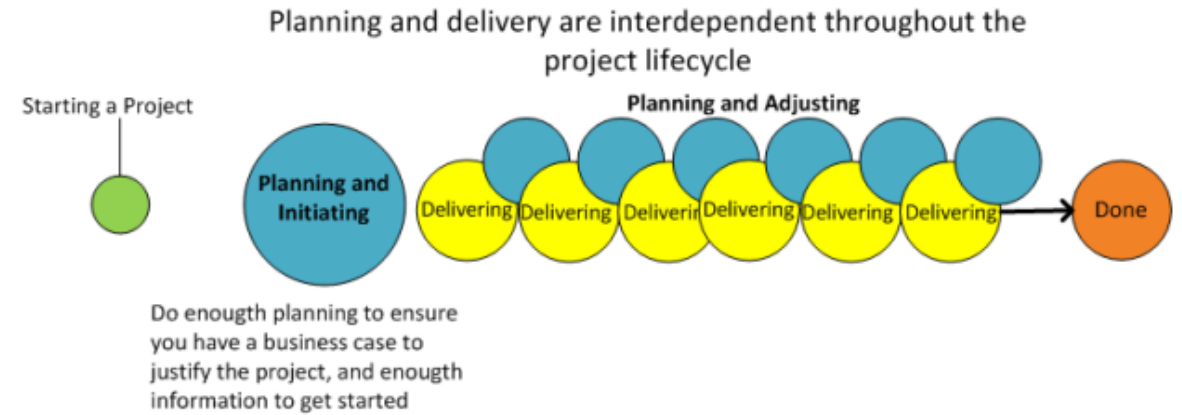 Planning and delivery are interdependent throughout the
project lifecycle
Starting a Project
Planning and Adjusting
Planning and
Initiating
Delivering
Delivering
Deliverin
Delivering
Delivering
Delivering
Done
Do enougth planning to ensure
you have a business case to
justify the project, and enougth
information to get started